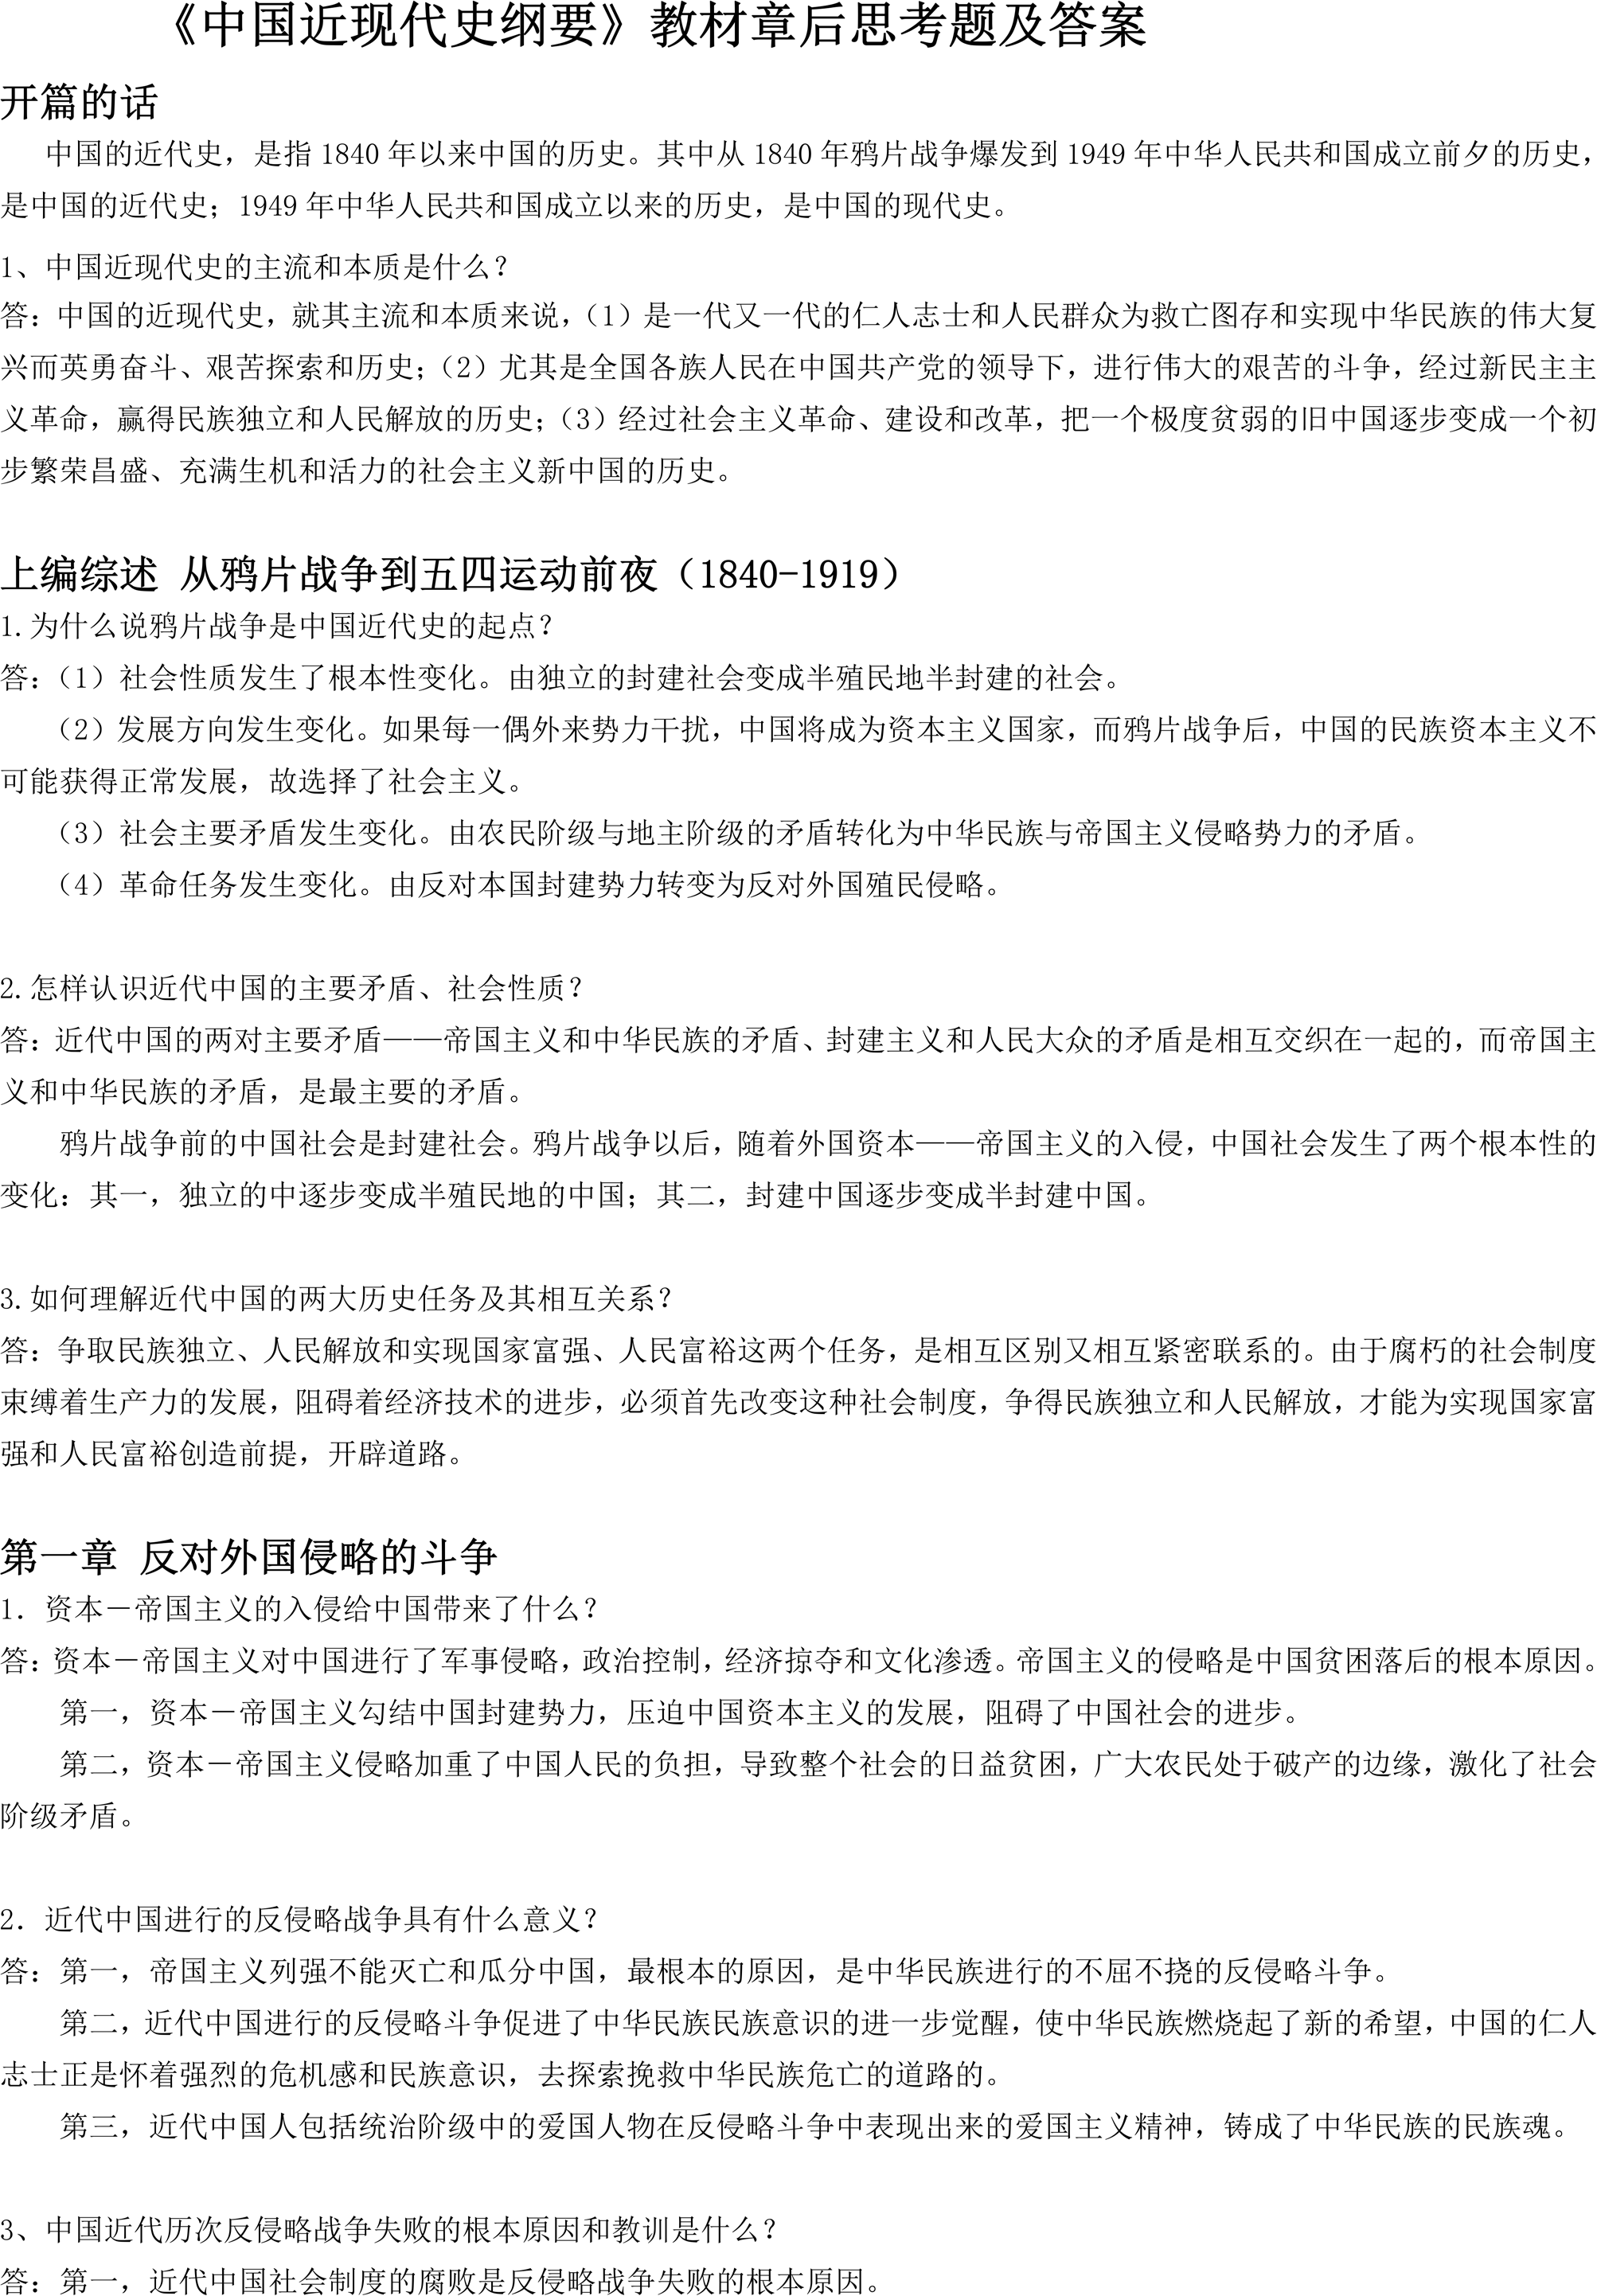 《中国近现代史纲要》教材章后思考题及答案
开篇的话
中国的近代史，是指 1840 年以来中国的历史。其中从 1840 年鸦片战争爆发到 1949 年中华人民共和国成立前夕的历史，
是中国的近代史；1949 年中华人民共和国成立以来的历史，是中国的现代史。
1、中国近现代史的主流和本质是什么？
答：中国的近现代史，就其主流和本质来说，（1）是一代又一代的仁人志士和人民群众为救亡图存和实现中华民族的伟大复
兴而英勇奋斗、艰苦探索和历史；（2）尤其是全国各族人民在中国共产党的领导下，进行伟大的艰苦的斗争，经过新民主主
义革命，赢得民族独立和人民解放的历史；（3）经过社会主义革命、建设和改革，把一个极度贫弱的旧中国逐步变成一个初
步繁荣昌盛、充满生机和活力的社会主义新中国的历史。
上编综述 从鸦片战争到五四运动前夜（1840-1919）
1.为什么说鸦片战争是中国近代史的起点？
答：（1）社会性质发生了根本性变化。由独立的封建社会变成半殖民地半封建的社会。
（2）发展方向发生变化。如果每一偶外来势力干扰，中国将成为资本主义国家，而鸦片战争后，中国的民族资本主义不
可能获得正常发展，故选择了社会主义。
（3）社会主要矛盾发生变化。由农民阶级与地主阶级的矛盾转化为中华民族与帝国主义侵略势力的矛盾。
（4）革命任务发生变化。由反对本国封建势力转变为反对外国殖民侵略。
2.怎样认识近代中国的主要矛盾、社会性质？
答：近代中国的两对主要矛盾——帝国主义和中华民族的矛盾、封建主义和人民大众的矛盾是相互交织在一起的，而帝国主
义和中华民族的矛盾，是最主要的矛盾。
鸦片战争前的中国社会是封建社会。鸦片战争以后，随着外国资本——帝国主义的入侵，中国社会发生了两个根本性的
变化：其一，独立的中逐步变成半殖民地的中国；其二，封建中国逐步变成半封建中国。
3.如何理解近代中国的两大历史任务及其相互关系？
答：争取民族独立、人民解放和实现国家富强、人民富裕这两个任务，是相互区别又相互紧密联系的。由于腐朽的社会制度
束缚着生产力的发展，阻碍着经济技术的进步，必须首先改变这种社会制度，争得民族独立和人民解放，才能为实现国家富
强和人民富裕创造前提，开辟道路。
第一章 反对外国侵略的斗争
1．资本－帝国主义的入侵给中国带来了什么？
答：资本－帝国主义对中国进行了军事侵略，政治控制，经济掠夺和文化渗透。帝国主义的侵略是中国贫困落后的根本原因。
第一，资本－帝国主义勾结中国封建势力，压迫中国资本主义的发展，阻碍了中国社会的进步。
第二，资本－帝国主义侵略加重了中国人民的负担，导致整个社会的日益贫困，广大农民处于破产的边缘，激化了社会
阶级矛盾。
2．近代中国进行的反侵略战争具有什么意义？
答：第一，帝国主义列强不能灭亡和瓜分中国，最根本的原因，是中华民族进行的不屈不挠的反侵略斗争。
第二，近代中国进行的反侵略斗争促进了中华民族民族意识的进一步觉醒，使中华民族燃烧起了新的希望，中国的仁人
志士正是怀着强烈的危机感和民族意识，去探索挽救中华民族危亡的道路的。
第三，近代中国人包括统治阶级中的爱国人物在反侵略斗争中表现出来的爱国主义精神，铸成了中华民族的民族魂。
3、中国近代历次反侵略战争失败的根本原因和教训是什么？
答：第一，近代中国社会制度的腐败是反侵略战争失败的根本原因。